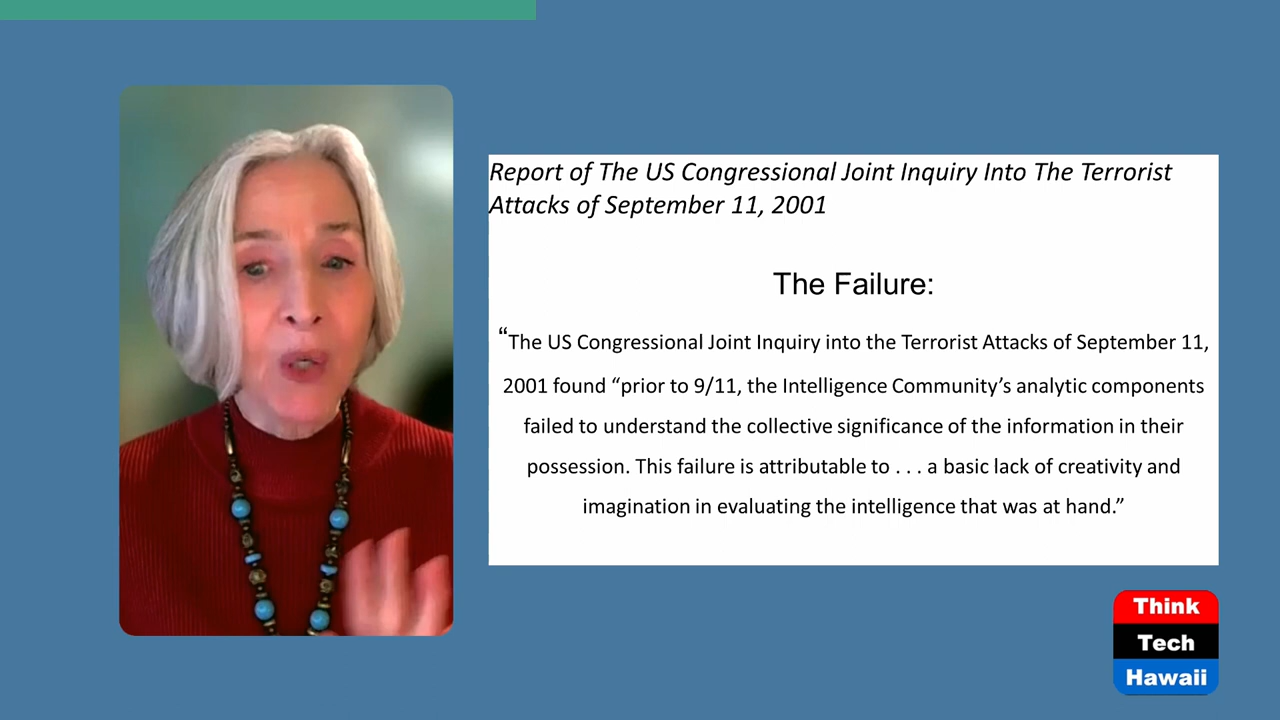 Report of The US Congressional Joint Inquiry Into The Terrorist
Attacks of September 11, 2001
The Failure:
“The US Congressional Joint Inquiry into the Terrorist Attacks of September 11,
2001 found “prior to 9/11, the Intelligence Community’s analytic components
failed to understand the collective significance of the information in their
possession. This failure is attributable to . . . a basic lack of creativity and
imagination in evaluating the intelligence that was at hand.”
Think
Tech
Hawaii